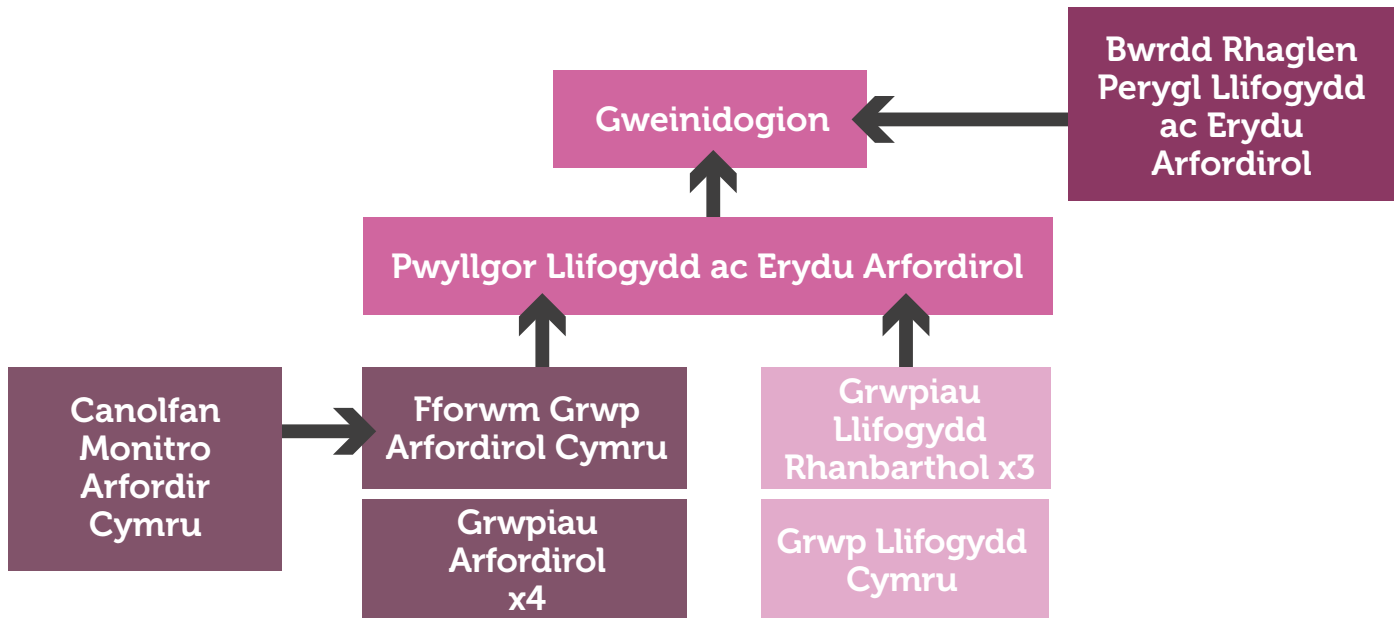 Bwrdd Rhaglen
Perygl Llifogydd
ac Erydu
Arfordirol
Gweinidogion
Pwyllgor Llifogydd ac Erydu Arfordirol
Canolfan
Monitro
Arfordir
Cymru
Fforwm Grwp
Arfordirol Cymru
Grwpiau
Llifogydd
Rhanbarthol x3
Grwpiau
Arfordirol
x4
Grwp Llifogydd
Cymru